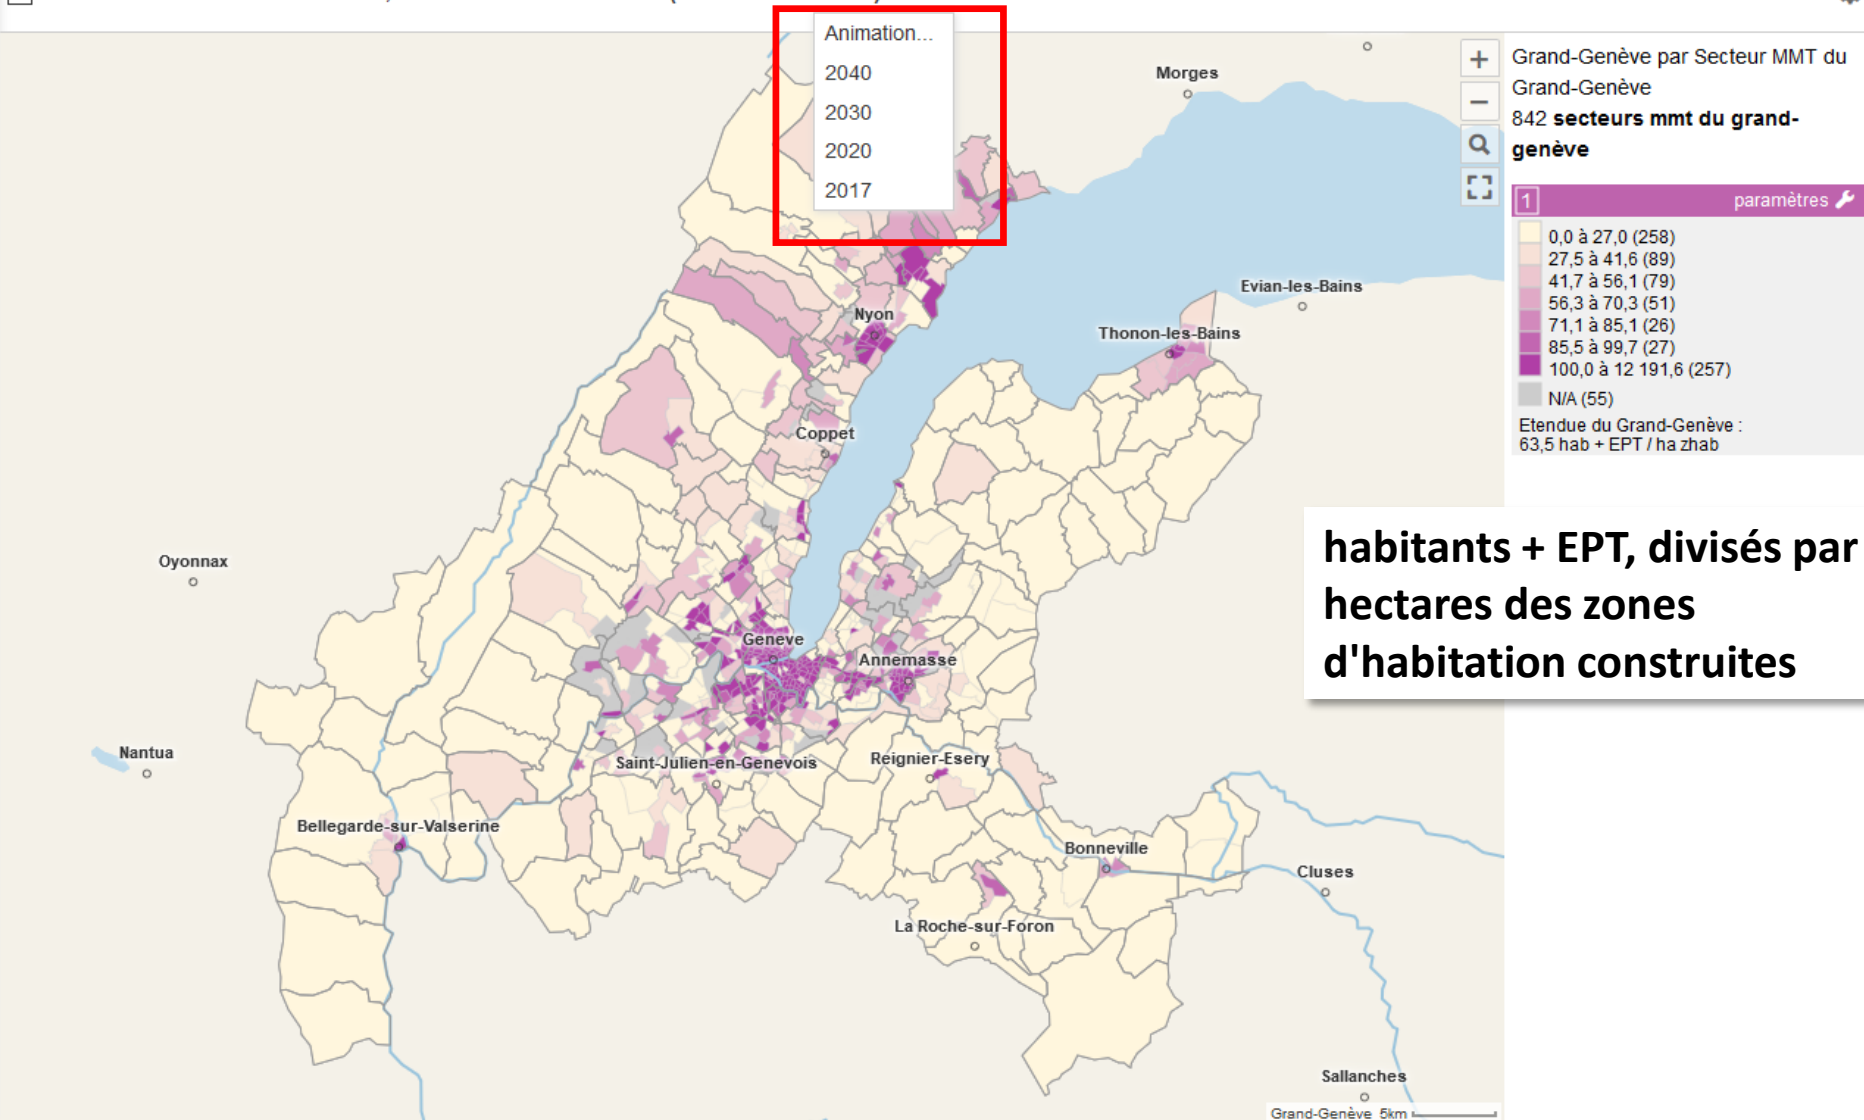 Animation...
2040
2030
2020
2017
Morges
Evian-les-Bains
Nyon
Thonon-les-Bains
Coppet
Oyonnax
Geneve
Annemasse
Nantua
Saint-Julien-en-Genevois
Reignier-Esery
Bellegarde-sur-Valserine
Bonneville
Cluses
La Roche-sur-Foron
Sallanches
Grand-Genève 5km
+
−
Grand-Genève par Secteur MMT du
Grand-Genève
842 secteurs mmt du grand-
genève
1 paramètres
0,0 à 27,0 (258)
27,5 à 41,6 (89)
41,7 à 56,1 (79)
56,3 à 70,3 (51)
71,1 à 85,1 (26)
85,5 à 99,7 (27)
100,0 à 12 191,6 (257)
N/A (55)
Etendue du Grand-Genève :
63,5 hab + EPT / ha zhab
habitants + EPT, divisés par
hectares des zones
d'habitation construites